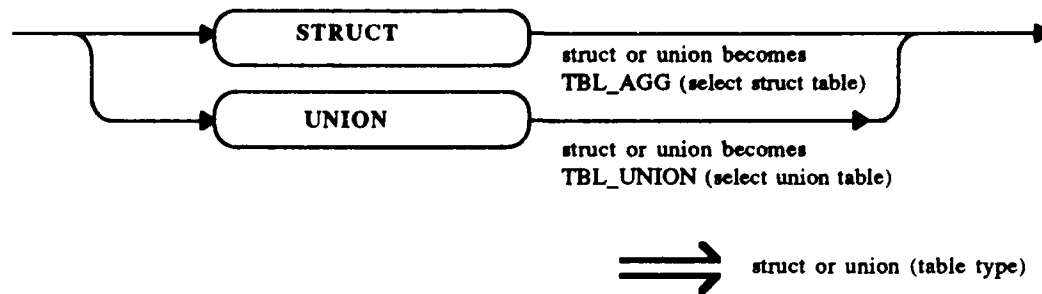 STRUCT
struct or union becomes
TBL_AGG (select struct table)
UNION
struct or union becomes
TBL_UNION (select union table)
struct or union (table type)